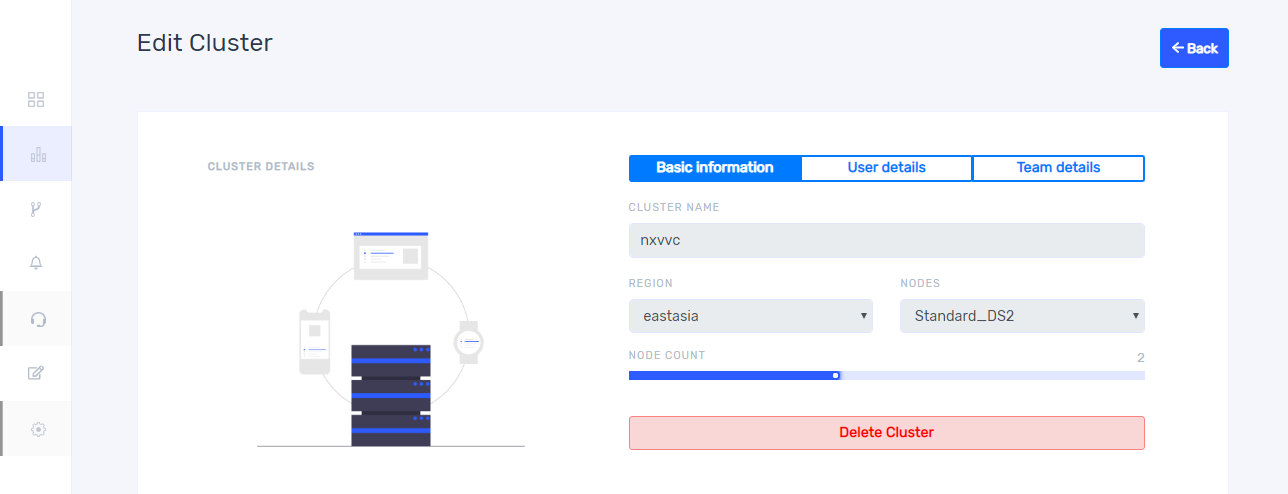 Edit Cluster
Back
CLUSTER DETAILS
Basic information
User details
Team details
CLUSTER NAME
nxvvc
REGION
NODES
eastasia
Standard_DS2
NODE COUNT
2
Delete Cluster